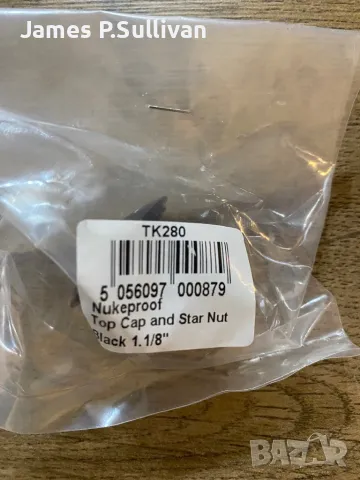 James P.Sullivan
TK280
5 056097 000879
Nukeproof
Top Cap and Star Nut
Black 1.1/8"
BAZAR